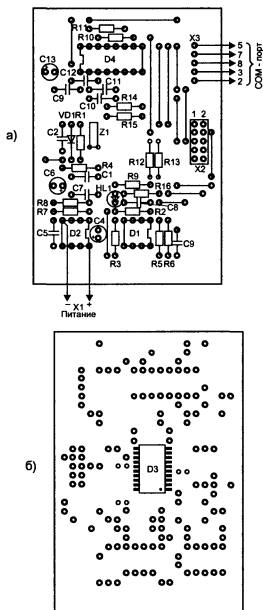 R11
R10
D4
X3
5
7
8
3
2
COM - порт
C13
C12
C9
C11
C10
R14
R15
а)
VD1R1
C2
Z1
R12
R13
1 2
X2
R4
C1
C6
C7
HL1
R9
R16
R8
R7
C4
R2
C8
C5
D2
D1
C9
R3
R5
R6
– X1 +
Питание
б)
D3